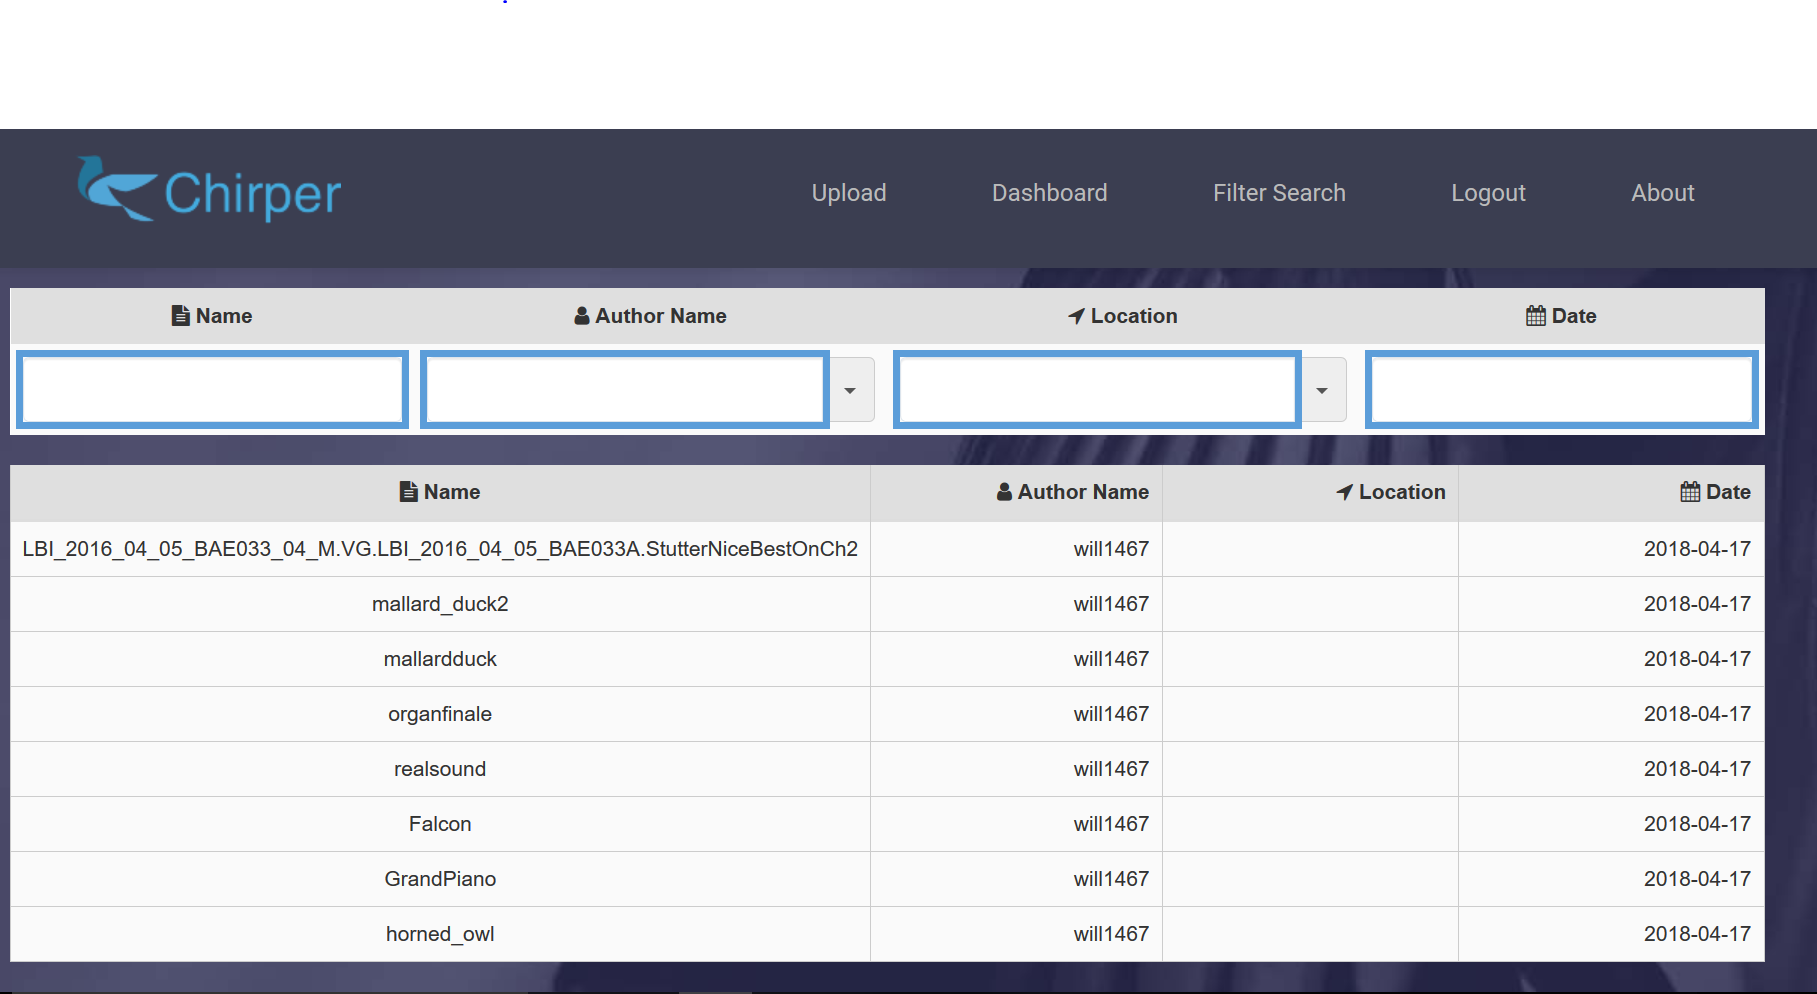 Chirper Upload Dashboard Filter Search Logout About
Name Author Name Location Date
Name Author Name Location Date
LBI_2016_04_05_BAE033_04_M.VG.LBI_2016_04_05_BAE033A.StutterNiceBestOnCh2 will1467 2018-04-17
mallard_duck2 will1467 2018-04-17
mallardduck will1467 2018-04-17
organfinale will1467 2018-04-17
realsound will1467 2018-04-17
Falcon will1467 2018-04-17
GrandPiano will1467 2018-04-17
horned_owl will1467 2018-04-17